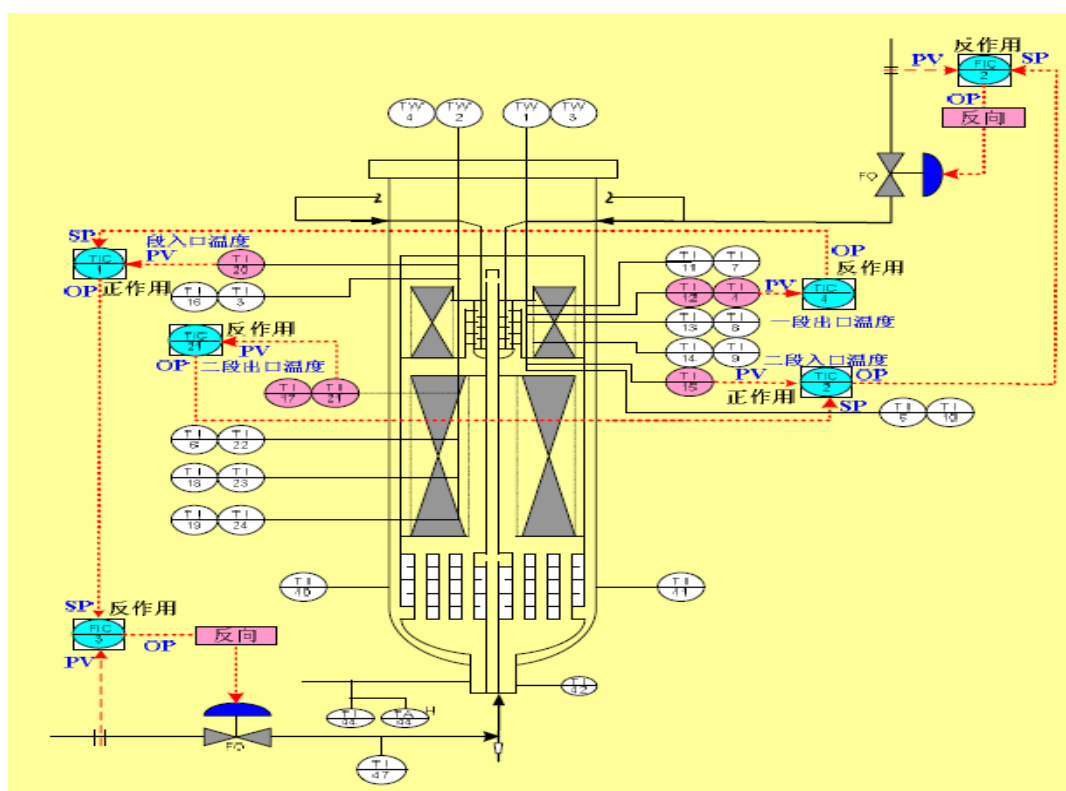 反作用
PV
FIC
2
SP
OP
反向
TW
4
TW
2
TW
1
TW
3
FO
2
2
SP
段入口温度
PV
TIC
1
TI
20
OP
正作用
TI
16
TI
3
TI
11
TI
7
OP
反作用
TI
12
TI
4
PV
TIC
4
一段出口温度
TI
13
TI
8
反作用
TIC
21
PV
OP
二段出口温度
TI
14
TI
9
二段入口温度
TI
15
PV
TIC
2
OP
正作用
SP
TI
17
TI
21
TI
5
TI
10
TI
6
TI
22
TI
18
TI
23
TI
19
TI
24
TI
40
TI
41
SP
反作用
FIC
3
OP
反向
PV
TI
42
TI
44
TA
44
H
FO
TI
47